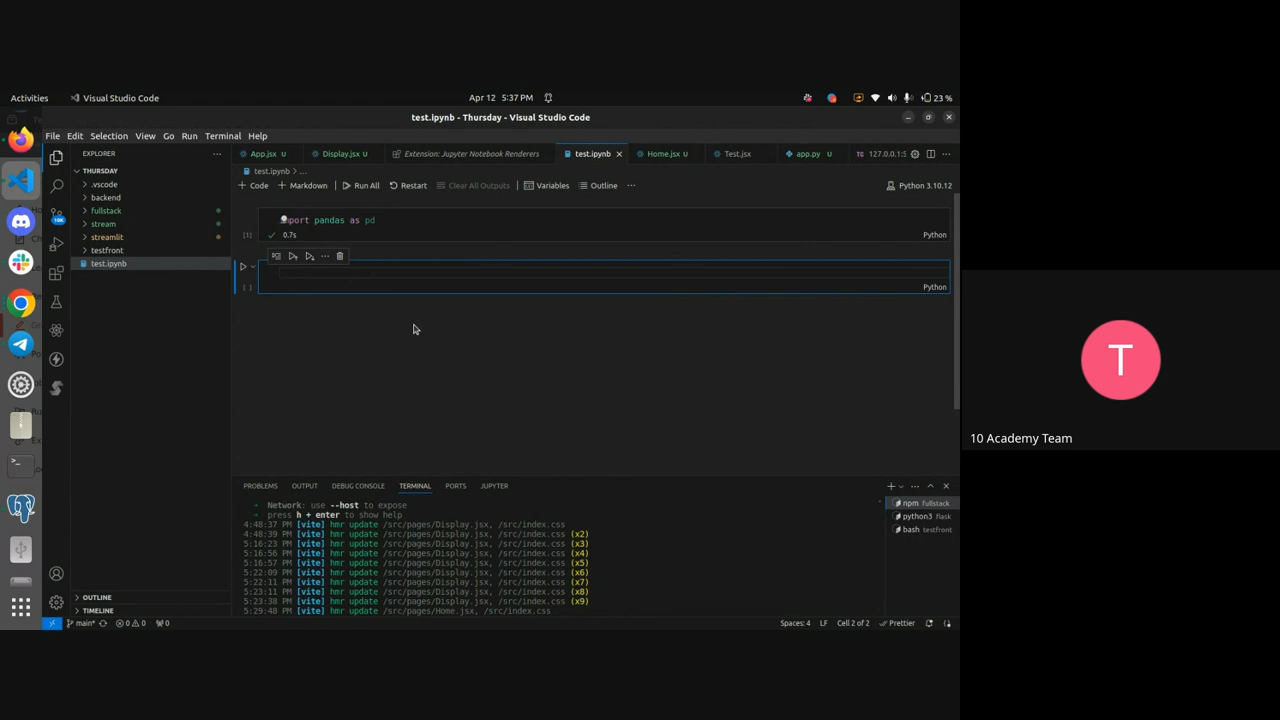 Activities
Visual Studio Code
Apr 12 5:37 PM
23 %
test.ipynb - Thursday - Visual Studio Code
File Edit Selection View Go Run Terminal Help
EXPLORER
App.jsx U
Display.jsx U
Extension: Jupyter Notebook Renderers
test.ipynb
Home.jsx U
Test.jsx
app.py U
127.0.0.1:5
THURSDAY
.vscode
backend
fullstack
stream
streamlit
testfront
test.ipynb
test.ipynb > ...
+ Code + Markdown Run All Restart Clear All Outputs Variables Outline ...
Python 3.10.12
import pandas as pd
[1]
0.7s
Python
[ ]
Python
PROBLEMS OUTPUT DEBUG CONSOLE TERMINAL PORTS JUPYTER
→ Network: use --host to expose
→ press h + enter to show help
4:48:37 PM [vite] hmr update /src/pages/Display.jsx, /src/index.css
4:48:39 PM [vite] hmr update /src/pages/Display.jsx, /src/index.css (x2)
5:16:23 PM [vite] hmr update /src/pages/Display.jsx, /src/index.css (x3)
5:16:56 PM [vite] hmr update /src/pages/Display.jsx, /src/index.css (x4)
5:16:57 PM [vite] hmr update /src/pages/Display.jsx, /src/index.css (x5)
5:22:09 PM [vite] hmr update /src/pages/Display.jsx, /src/index.css (x6)
5:22:11 PM [vite] hmr update /src/pages/Display.jsx, /src/index.css (x7)
5:23:11 PM [vite] hmr update /src/pages/Display.jsx, /src/index.css (x8)
5:23:38 PM [vite] hmr update /src/pages/Display.jsx, /src/index.css (x9)
5:29:48 PM [vite] hmr update /src/pages/Home.jsx, /src/index.css
npm fullstack
python3 flask
bash testfront
OUTLINE
TIMELINE
main*
0 0
0
Spaces: 4 LF Cell 2 of 2 Prettier
T
10 Academy Team